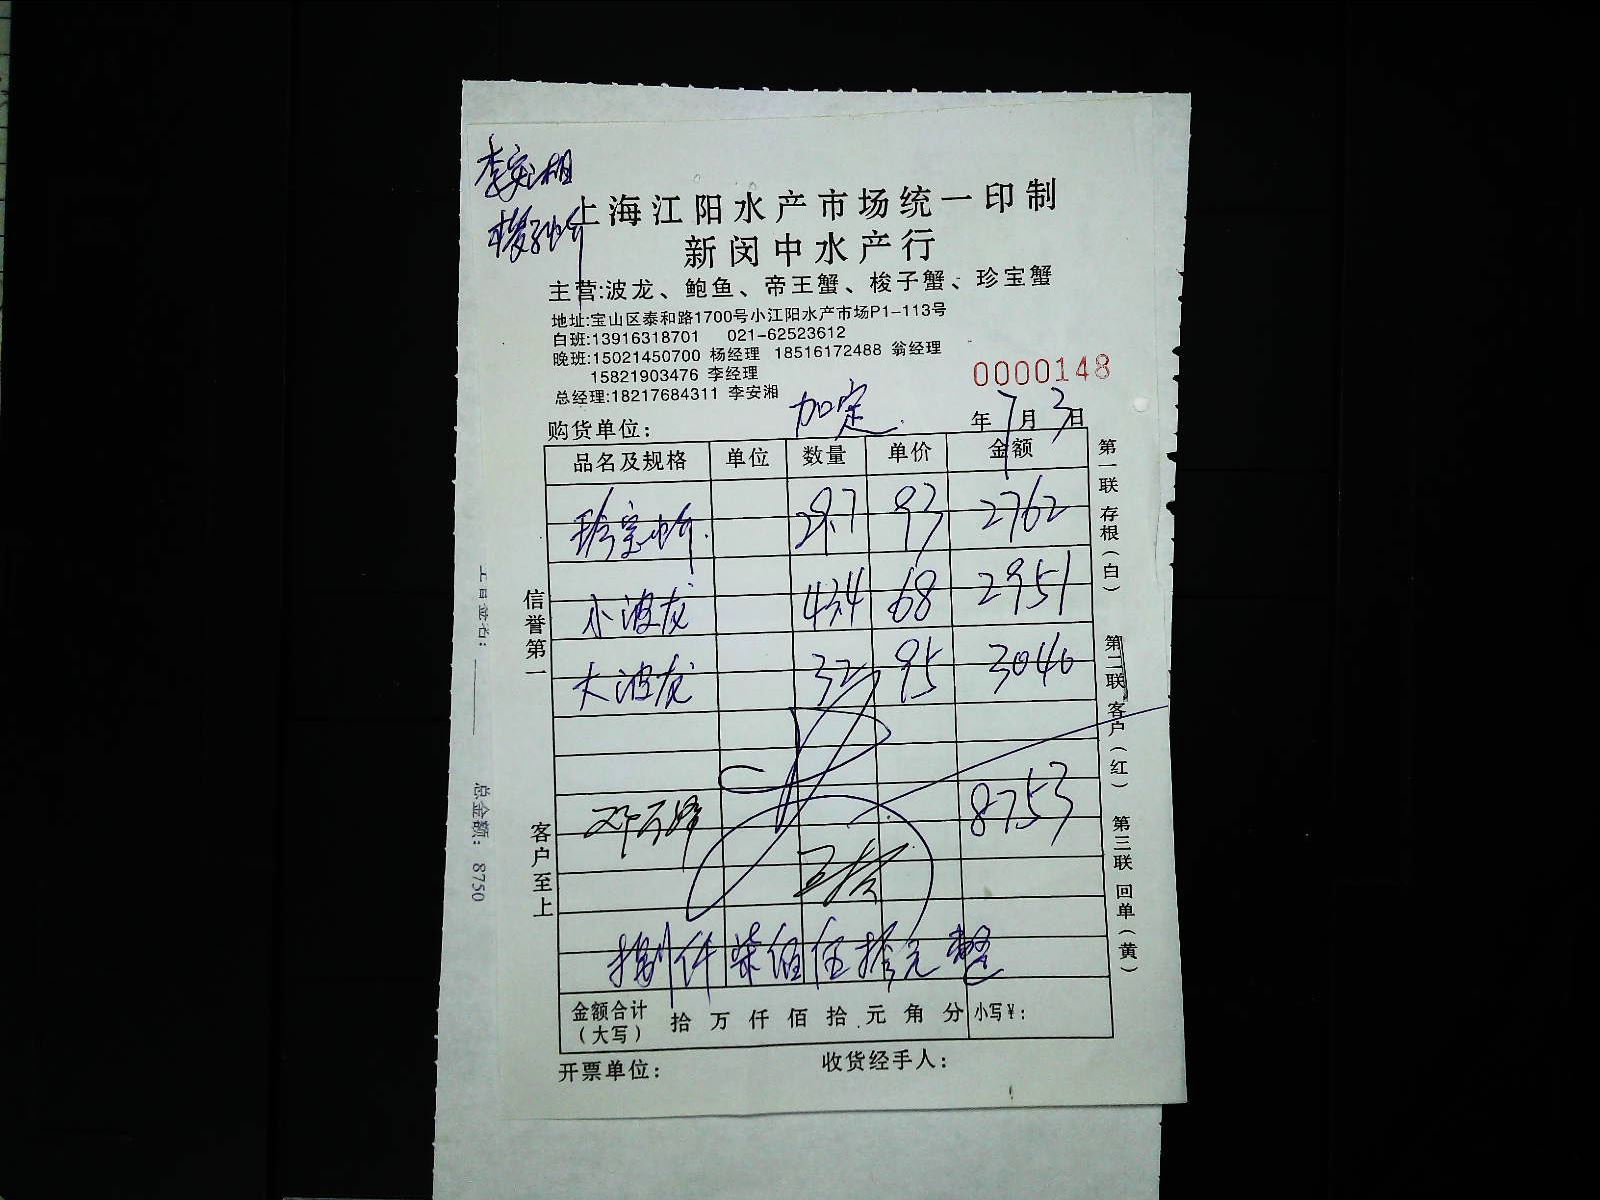 李安湘
梭子蟹
上海江阳水产市场统一印制
新闵中水产行
主营:波龙、鲍鱼、帝王蟹、梭子蟹、珍宝蟹
地址:宝山区泰和路1700号小江阳水产市场P1-113号
白班:13916318701 021-62523612
晚班:15021450700 杨经理 18516172488 翁经理
15821903476 李经理
总经理:18217684311 李安湘
0000148
购货单位: 加定
年7月3日
品名及规格 单位 数量 单价 金额
珍宝蟹 29.7 93 2762
小波龙 43.4 68 2951
大波龙 32 95 3040
8753
捌仟柒佰伍拾元整
金额合计(大写) 拾 万 仟 佰 拾 元 角 分 小写¥:
开票单位: 收货经手人:
信誉第一
客户至上
第一联 存根(白)
第二联 客户(红)
第三联 回单(黄)
总金额: 8750